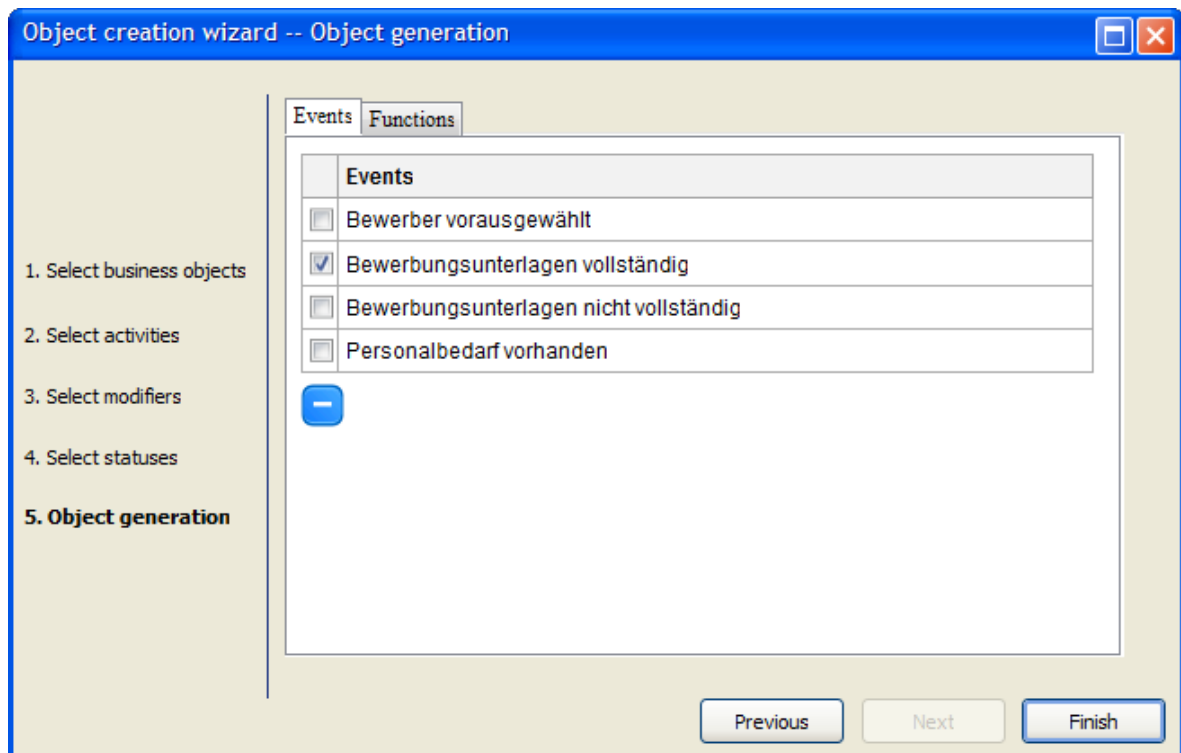 Object creation wizard -- Object generation
Events Functions
Events
Bewerber vorausgewählt
Bewerbungsunterlagen vollständig
Bewerbungsunterlagen nicht vollständig
Personalbedarf vorhanden
1. Select business objects
2. Select activities
3. Select modifiers
4. Select statuses
5. Object generation
Previous Next Finish